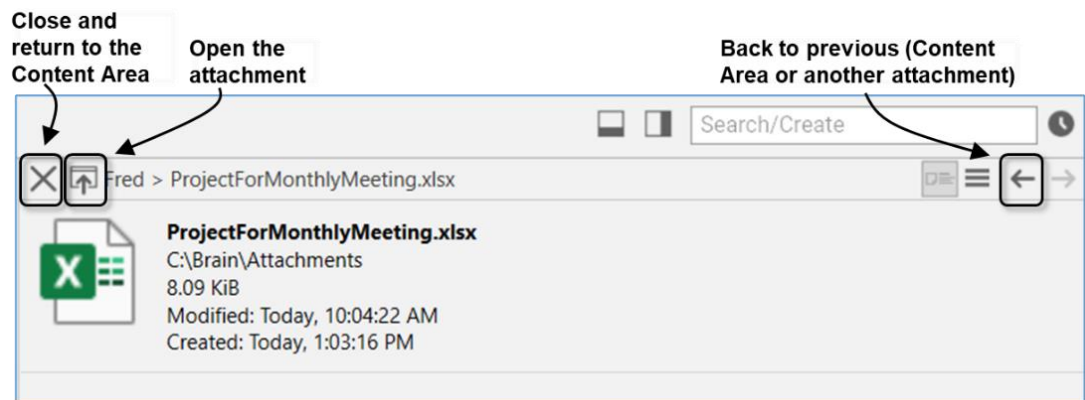 Close and
return to the
Content Area
Open the
attachment
Back to previous (Content
Area or another attachment)
Search/Create
Fred > ProjectForMonthlyMeeting.xlsx
ProjectForMonthlyMeeting.xlsx
C:\Brain\Attachments
8.09 KiB
Modified: Today, 10:04:22 AM
Created: Today, 1:03:16 PM
X